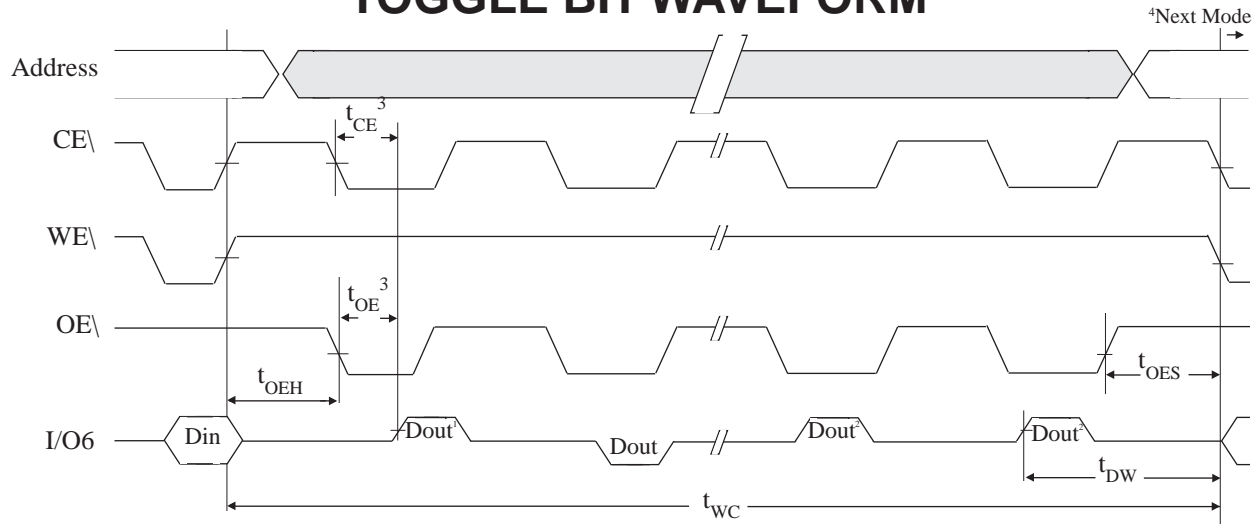 TOGGLE BIT WAVEFORM
⁴Next Mode
Address
tCE³
CE\
WE\
tOE³
OE\
tOEH
tOES
I/O6
Din
Dout¹
Dout
Dout²
Dout²
tDW
tWC